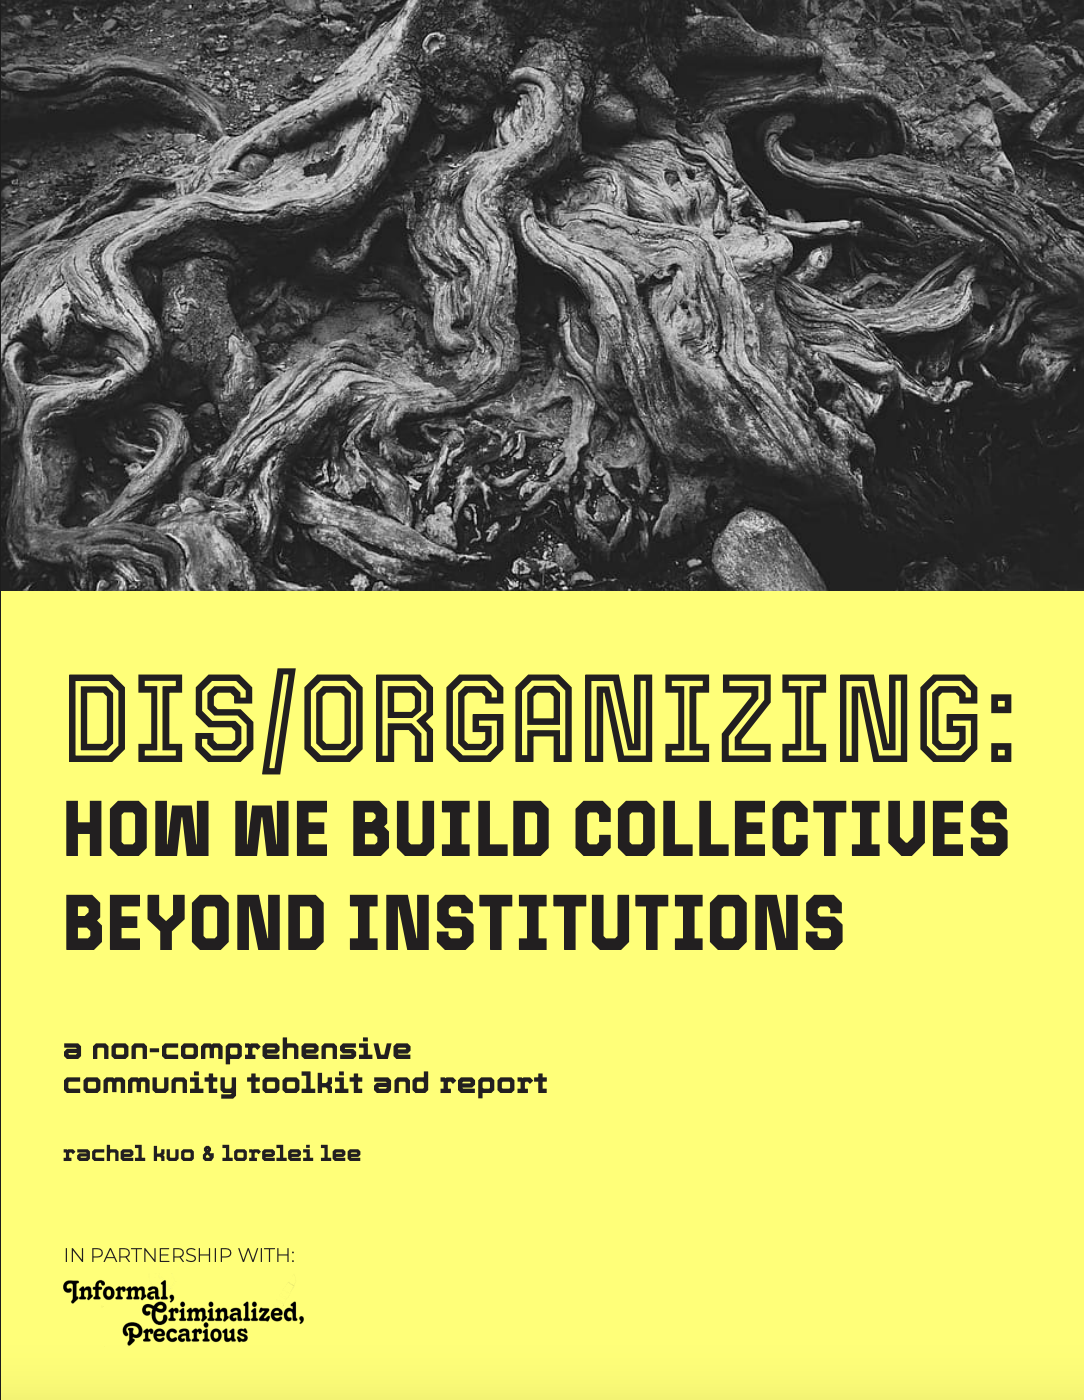 DIS/ORGANIZING:
HOW WE BUILD COLLECTIVES
BEYOND INSTITUTIONS
a non-comprehensive
community toolkit and report
rachel kuo & lorelei lee
IN PARTNERSHIP WITH:
Informal,
Criminalized,
Precarious